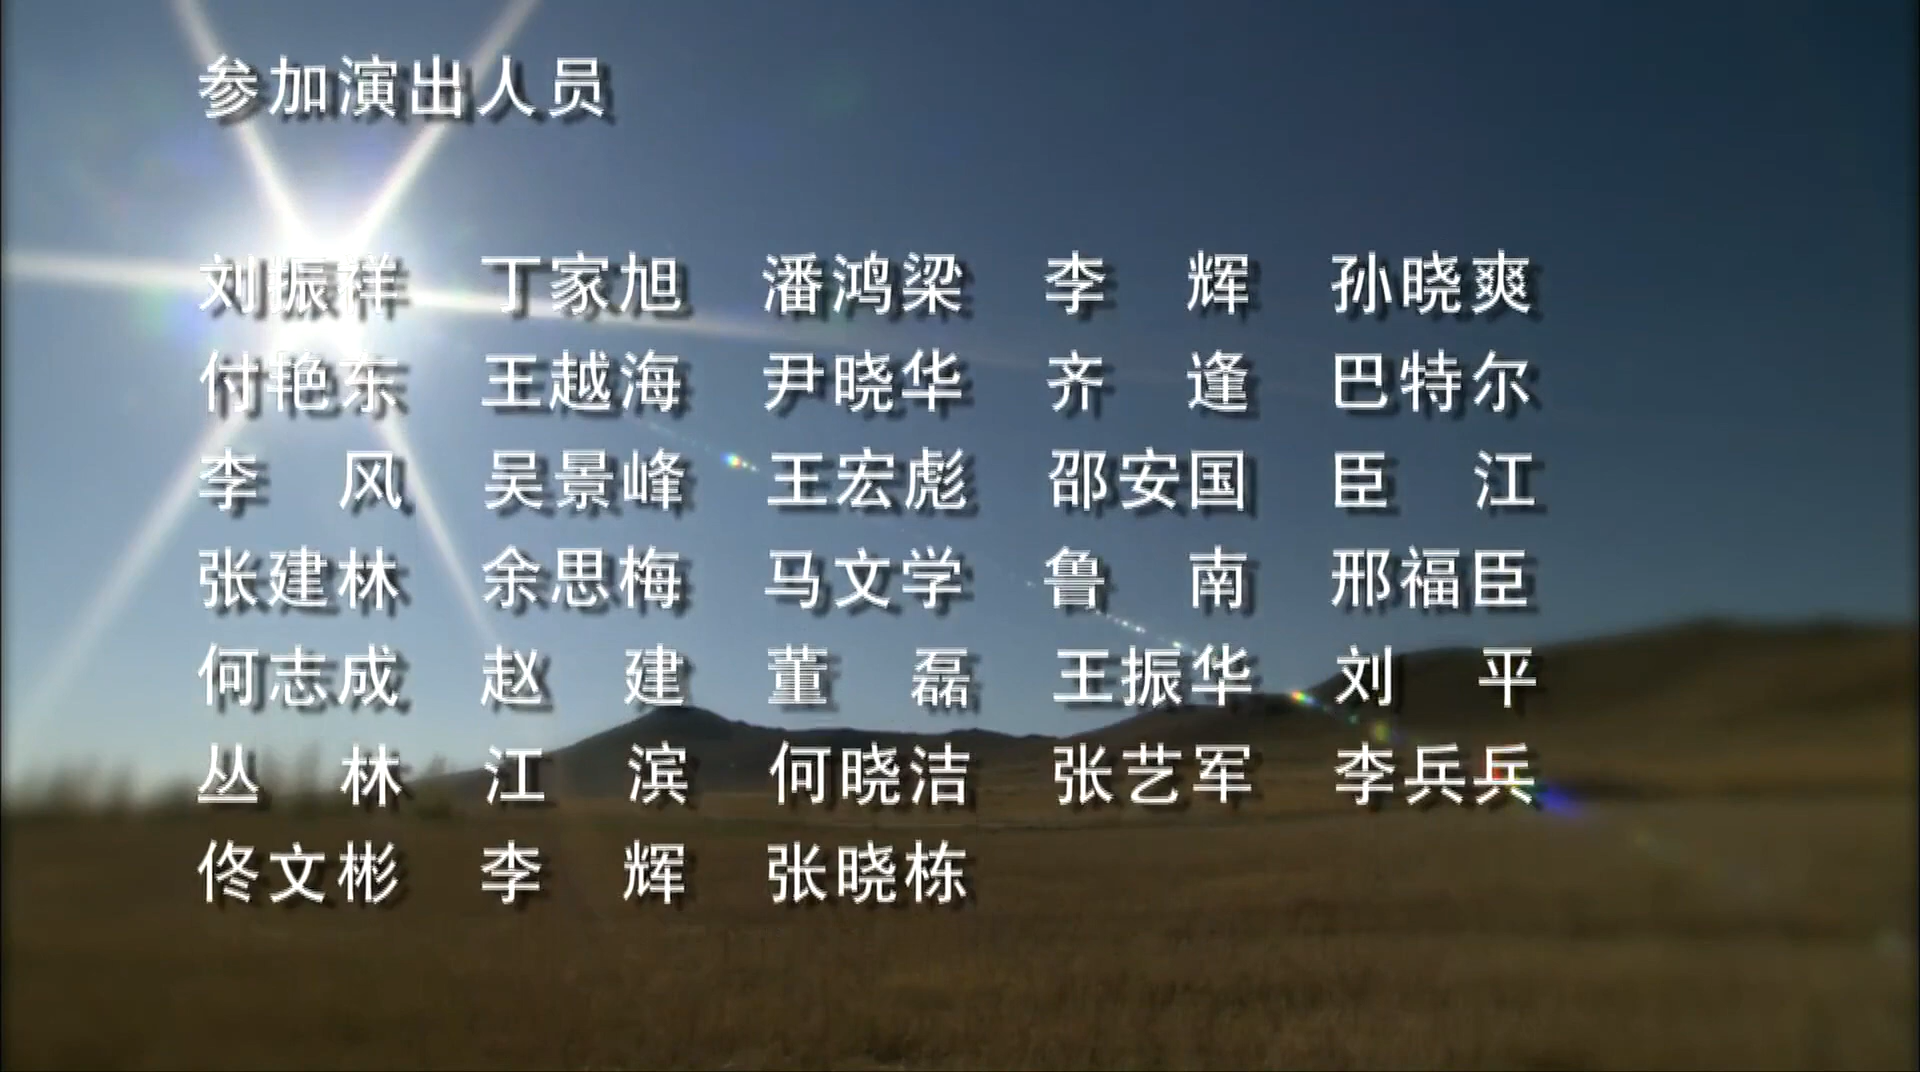 参加演出人员
刘振祥 丁家旭 潘鸿梁 李 辉 孙晓爽
付艳东 王越海 尹晓华 齐 逢 巴特尔
李 风 吴景峰 王宏彪 邵安国 臣 江
张建林 余思梅 马文学 鲁 南 邢福臣
何志成 赵 建 董 磊 王振华 刘 平
丛 林 江 滨 何晓洁 张艺军 李兵兵
佟文彬 李 辉 张晓栋